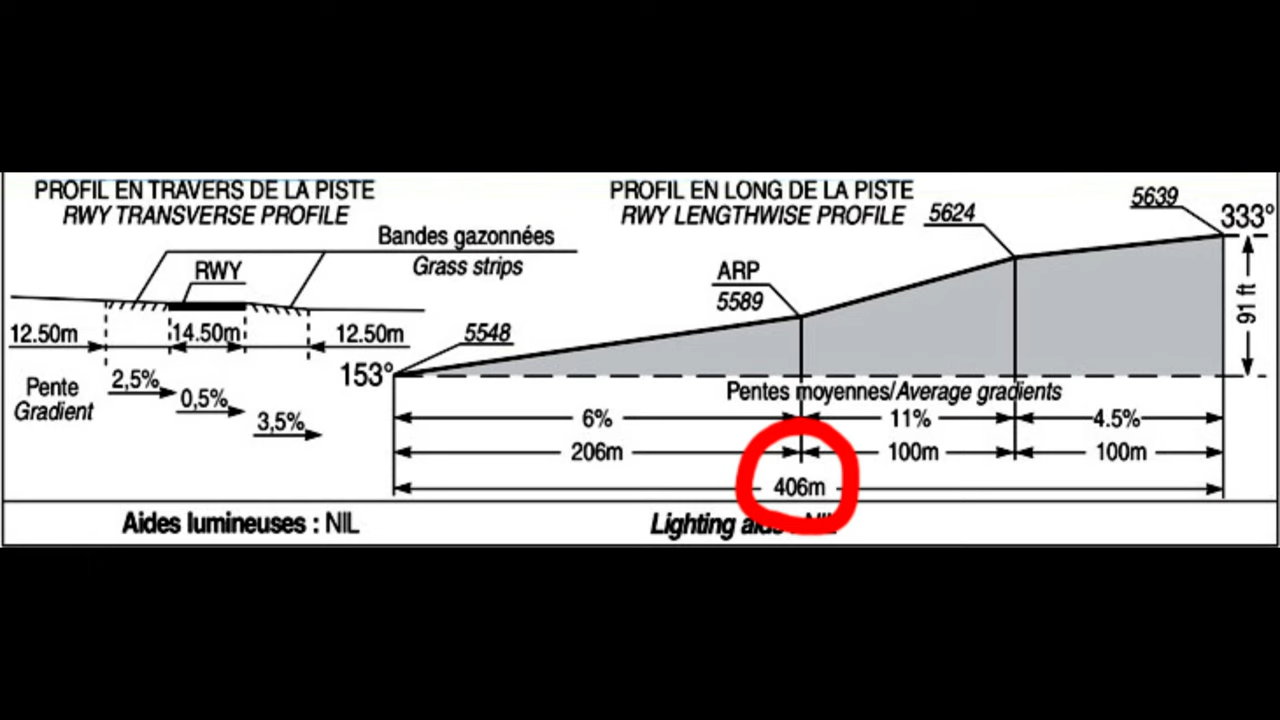 PROFIL EN TRAVERS DE LA PISTE
RWY TRANSVERSE PROFILE
Bandes gazonnées
Grass strips
RWY
12.50m
14.50m
12.50m
Pente
Gradient
2,5%
0,5%
3,5%
PROFIL EN LONG DE LA PISTE
RWY LENGTHWISE PROFILE
5624
5639
333°
ARP
5589
5548
153°
91 ft
Pentes moyennes/Average gradients
6%
11%
4.5%
206m
100m
100m
406m
Aides lumineuses : NIL
Lighting aids : NIL